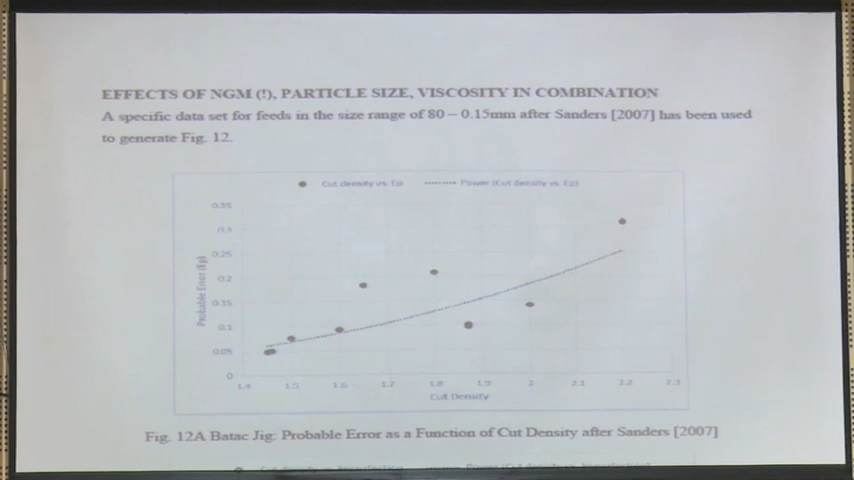 EFFECTS OF NGM (!), PARTICLE SIZE, VISCOSITY IN COMBINATION
A specific data set for feeds in the size range of 80 – 0.15mm after Sanders [2007] has been used
to generate Fig. 12.
Cut density vs. Ep Power (Cut density vs. Ep)
0.35
0.3
0.25
0.2
0.15
0.1
0.05
0
Probable Error (Ep)
1.4 1.5 1.6 1.7 1.8 1.9 2 2.1 2.2 2.3
Cut Density
Fig. 12A Batac Jig: Probable Error as a Function of Cut Density after Sanders [2007]